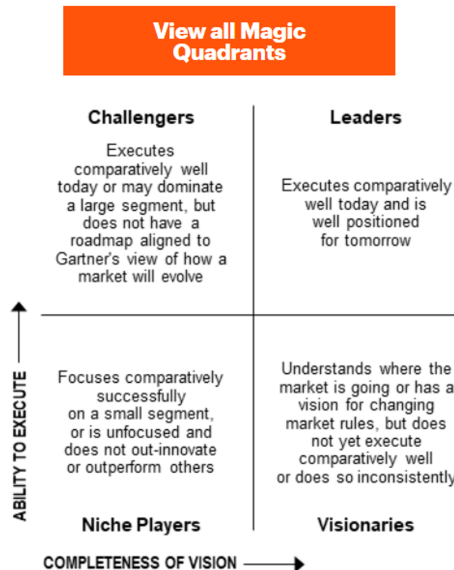 View all Magic
Quadrants
Challengers
Executes
comparatively well
today or may dominate
a large segment, but
does not have a
roadmap aligned to
Gartner's view of how a
market will evolve
Leaders
Executes comparatively
well today and is
well positioned
for tomorrow
Focuses comparatively
successfully
on a small segment,
or is unfocused and
does not out-innovate
or outperform others
Niche Players
Understands where the
market is going or has a
vision for changing
market rules, but does
not yet execute
comparatively well
or does so inconsistently
Visionaries
ABILITY TO EXECUTE
COMPLETENESS OF VISION